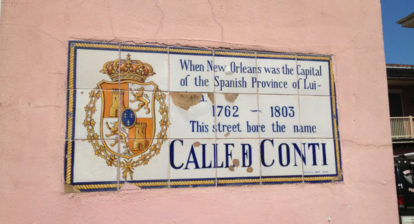 When New Orleans was the Capital
of the Spanish Province of Lui-
1762 - 1803
This street bore the name
CALLE D CONTI